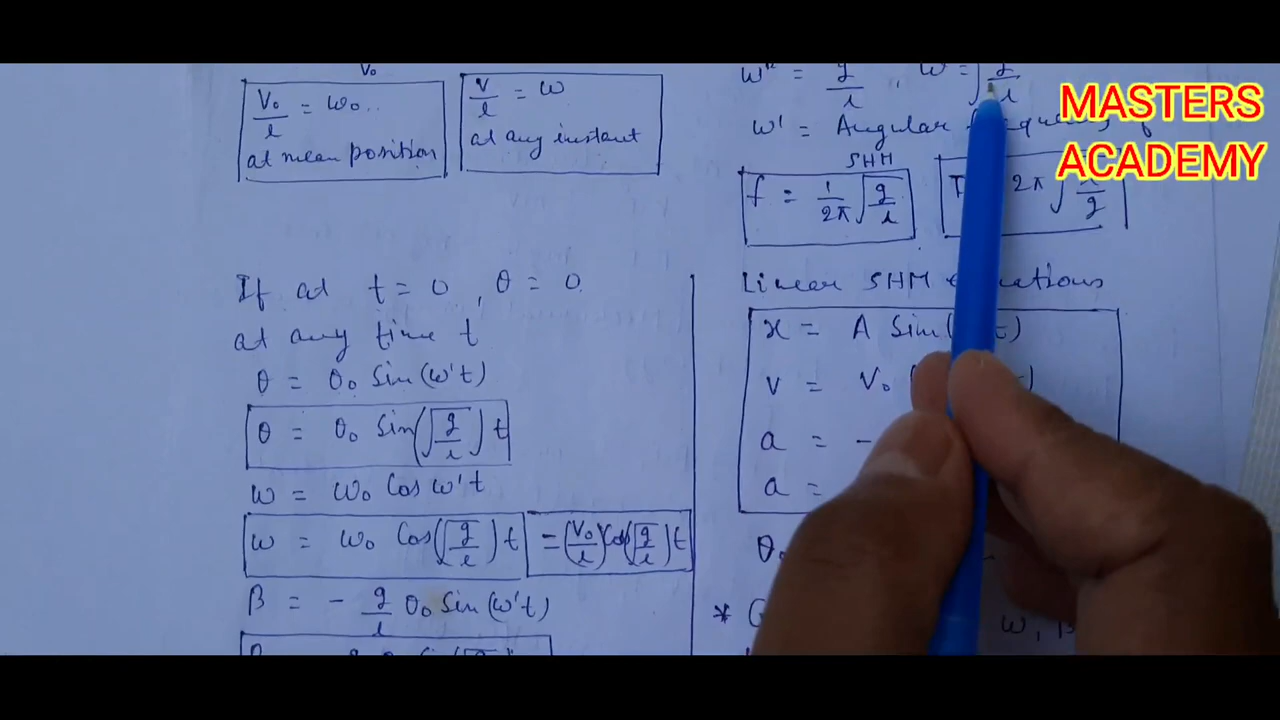 V₀
V₀/l = ω₀..
at mean position
V/l = ω
at any instant
If at t = 0, θ = 0
at any time t
θ = θ₀ Sin(ω't)
θ = θ₀ Sin(√(g/l)) t
ω = ω₀ Cos ω't
ω = ω₀ Cos(√(g/l)) t = (V₀/l) Cos(√(g/l)) t
β = - g/l θ₀ Sin(ω't)
ω' = Angular
SHM
f = 1/2π √(g/l)
2π √(l/g)
Linear SHM
x = A Sin(
V = V₀
a = -
a =
MASTERS
ACADEMY